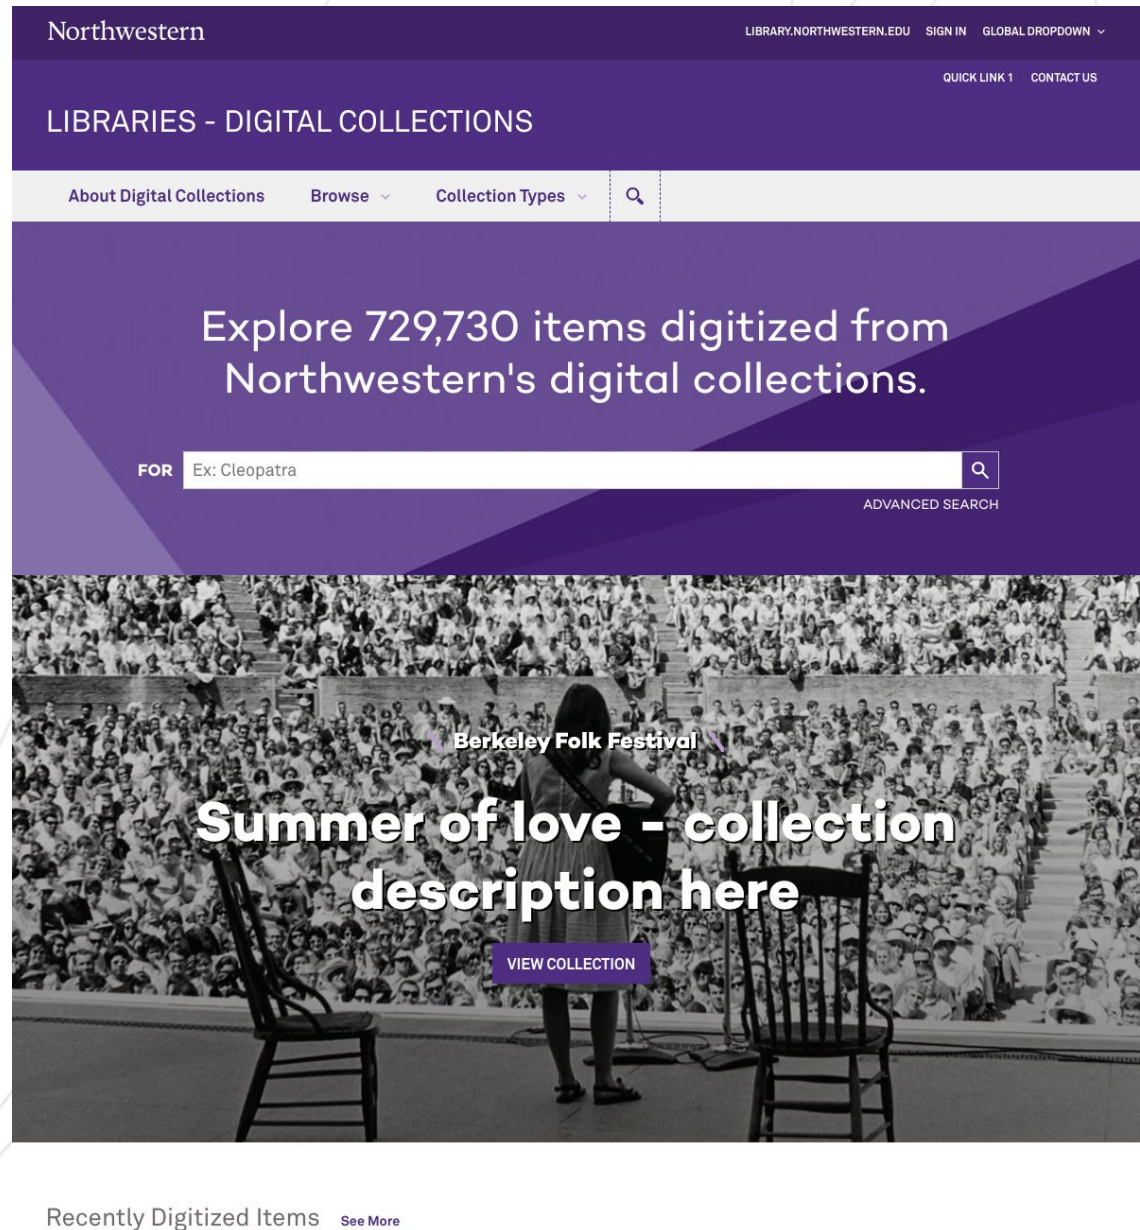 Northwestern
LIBRARY.NORTHWESTERN.EDU SIGN IN GLOBAL DROPDOWN
QUICK LINK 1 CONTACT US
LIBRARIES - DIGITAL COLLECTIONS
About Digital Collections Browse Collection Types
Explore 729,730 items digitized from
Northwestern's digital collections.
FOR Ex: Cleopatra
ADVANCED SEARCH
Berkeley Folk Festival
Summer of love - collection
description here
VIEW COLLECTION
Recently Digitized Items See More